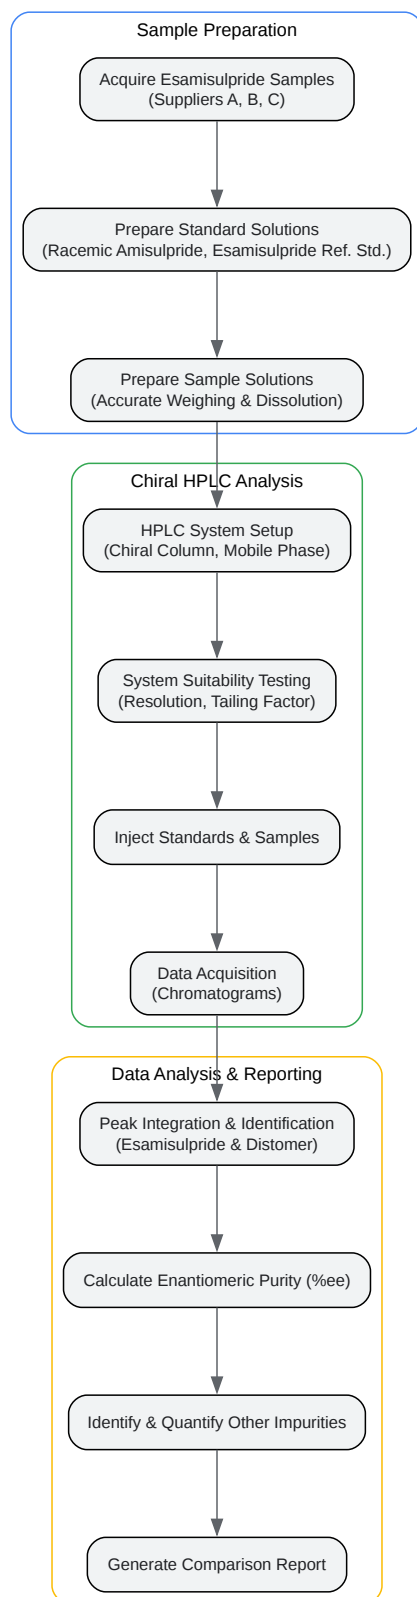 Sample Preparation
Acquire Esamisulpride Samples
(Suppliers A, B, C)
Prepare Standard Solutions
(Racemic Amisulpride, Esamisulpride Ref. Std.)
Prepare Sample Solutions
(Accurate Weighing & Dissolution)
Chiral HPLC Analysis
HPLC System Setup
(Chiral Column, Mobile Phase)
System Suitability Testing
(Resolution, Tailing Factor)
Inject Standards & Samples
Data Acquisition
(Chromatograms)
Data Analysis & Reporting
Peak Integration & Identification
(Esamisulpride & Distomer)
Calculate Enantiomeric Purity (%ee)
Identify & Quantify Other Impurities
Generate Comparison Report